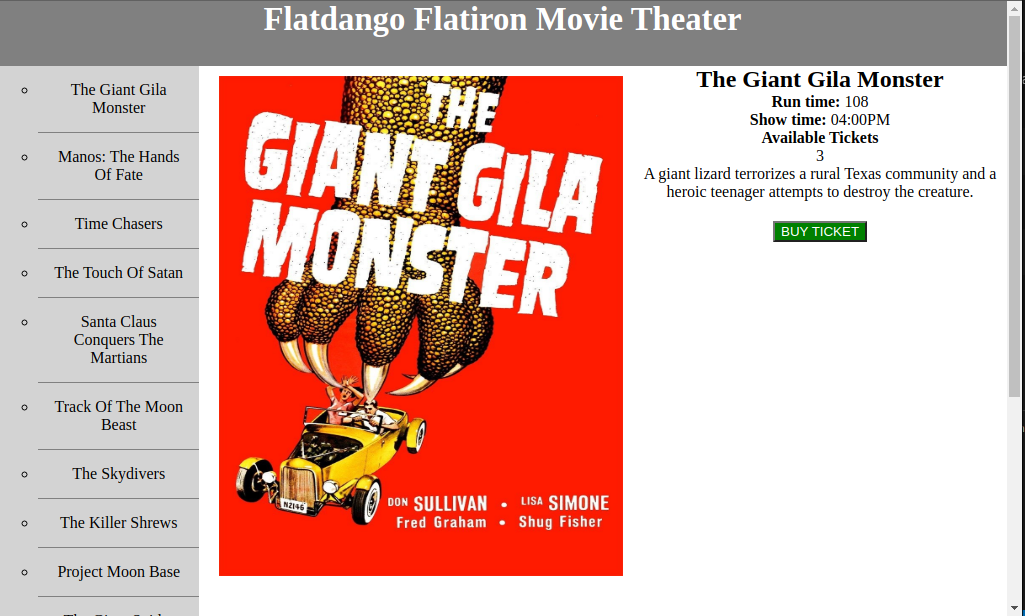 Flatdango Flatiron Movie Theater
The Giant Gila
Monster
Manos: The Hands
Of Fate
Time Chasers
The Touch Of Satan
Santa Claus
Conquers The
Martians
Track Of The Moon
Beast
The Skydivers
The Killer Shrews
Project Moon Base
THE
GIANT GILA
MONSTER
N2146
DON SULLIVAN • LISA SIMONE
Fred Graham • Shug Fisher
The Giant Gila Monster
Run time: 108
Show time: 04:00PM
Available Tickets
3
A giant lizard terrorizes a rural Texas community and a
heroic teenager attempts to destroy the creature.
BUY TICKET